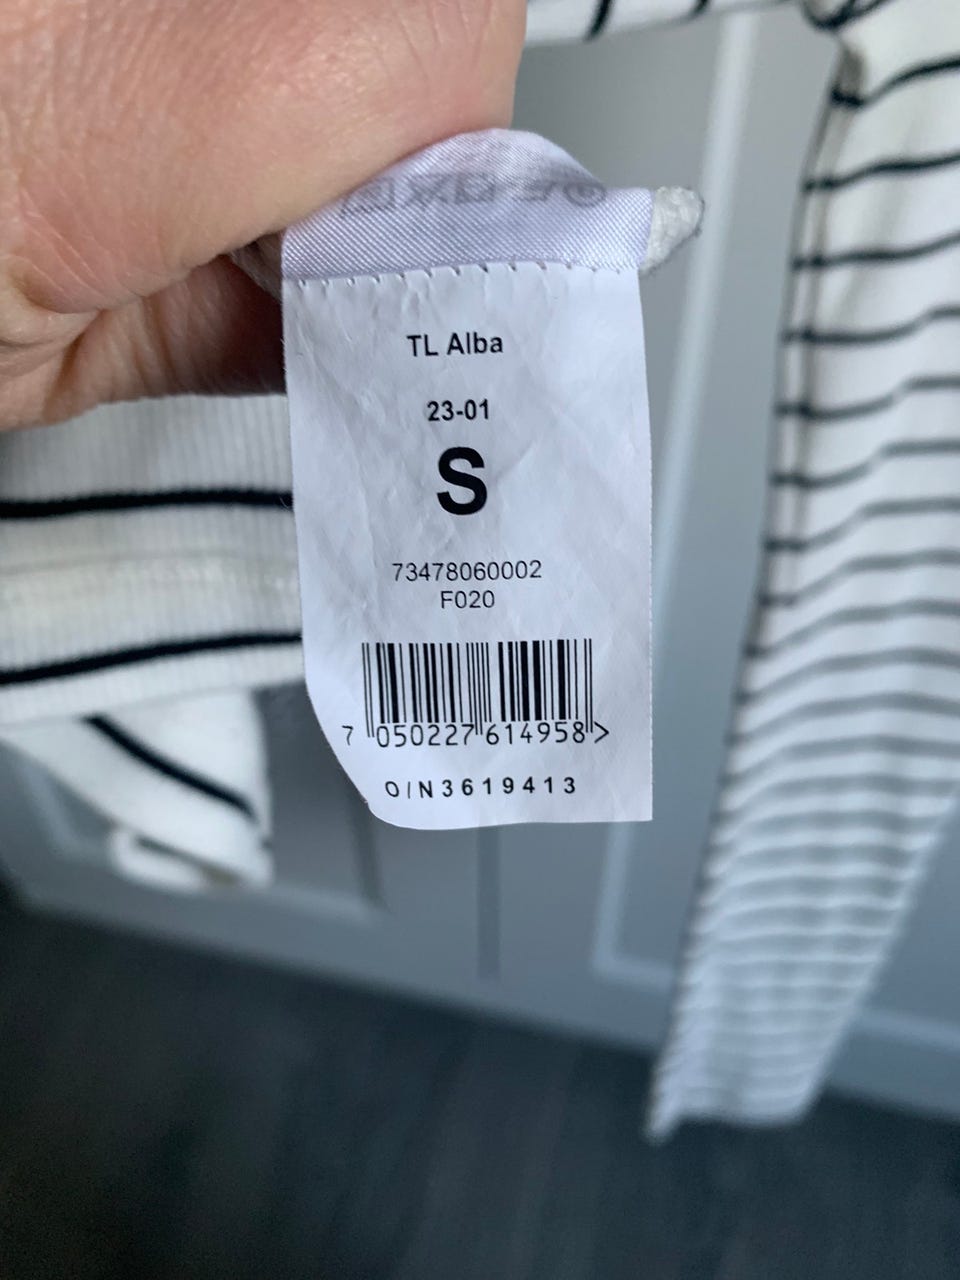 TL Alba
23-01
S
73478060002
F020
7 050227 614958 >
O/N3619413